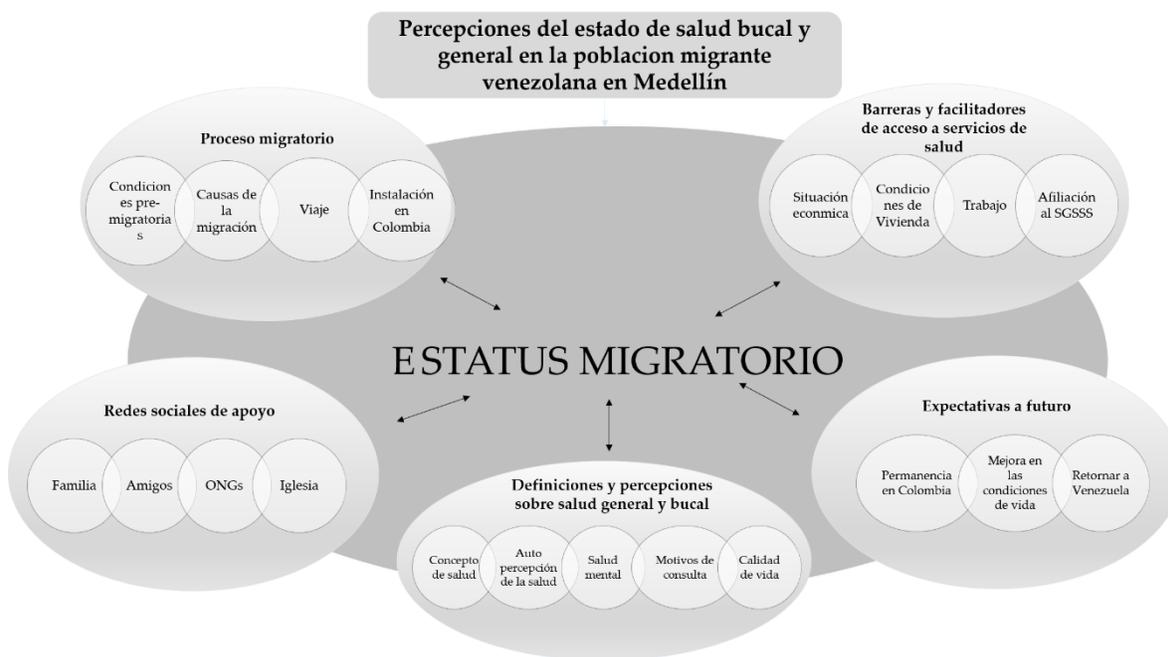 Percepciones del estado de salud bucal y
general en la poblacion migrante
venezolana en Medellín
Proceso migratorio
Condicion
es pre-
migratoria
s
Causas de
la
migración
Viaje
Instalación
en
Colombia
Barreras y facilitadores
de acceso a servicios de
salud
Situación
econmica
Condicio
nes de
Vivienda
Trabajo
Afiliación
al SGSSS
E STATUS MIGRATORIO
Redes sociales de apoyo
Familia
Amigos
ONGs
Iglesia
Definiciones y percepciones
sobre salud general y bucal
Concepto
de salud
Auto
percepción
de la salud
Salud
mental
Motivos de
consulta
Calidad
de vida
Expectativas a futuro
Permanencia
en Colombia
Mejora en
las
condiciones
de vida
Retornar a
Venezuela